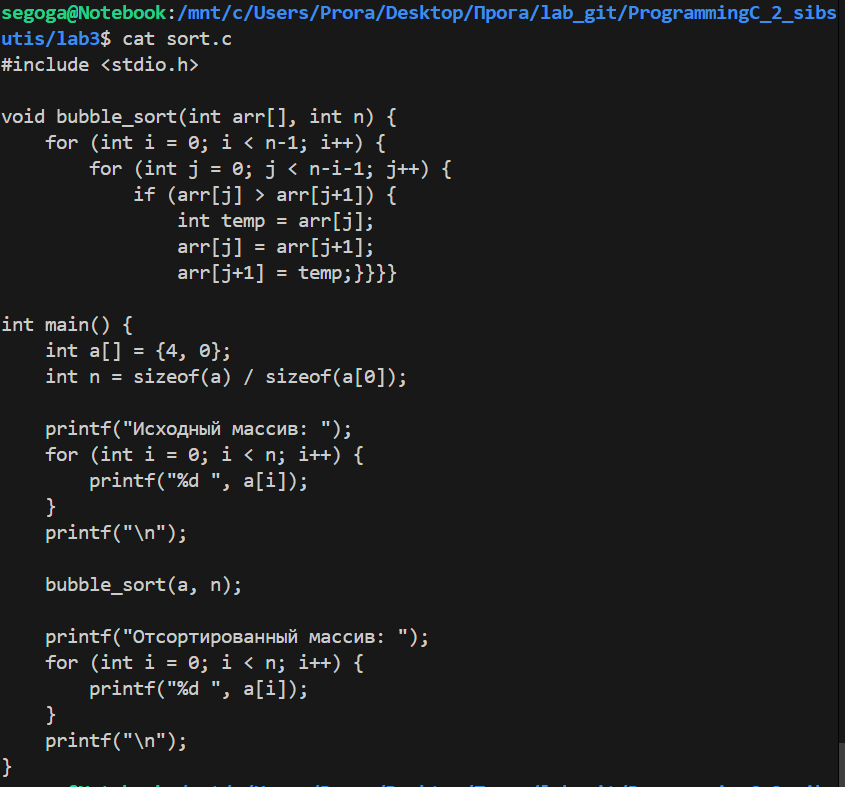 segoga@Notebook:/mnt/c/Users/Prora/Desktop/Прога/lab_git/ProgrammingC_2_sibs
utis/lab3$ cat sort.c
#include <stdio.h>

void bubble_sort(int arr[], int n) {
    for (int i = 0; i < n-1; i++) {
        for (int j = 0; j < n-i-1; j++) {
            if (arr[j] > arr[j+1]) {
                int temp = arr[j];
                arr[j] = arr[j+1];
                arr[j+1] = temp;}}}}

int main() {
    int a[] = {4, 0};
    int n = sizeof(a) / sizeof(a[0]);

    printf("Исходный массив: ");
    for (int i = 0; i < n; i++) {
        printf("%d ", a[i]);
    }
    printf("\n");

    bubble_sort(a, n);

    printf("Отсортированный массив: ");
    for (int i = 0; i < n; i++) {
        printf("%d ", a[i]);
    }
    printf("\n");
}